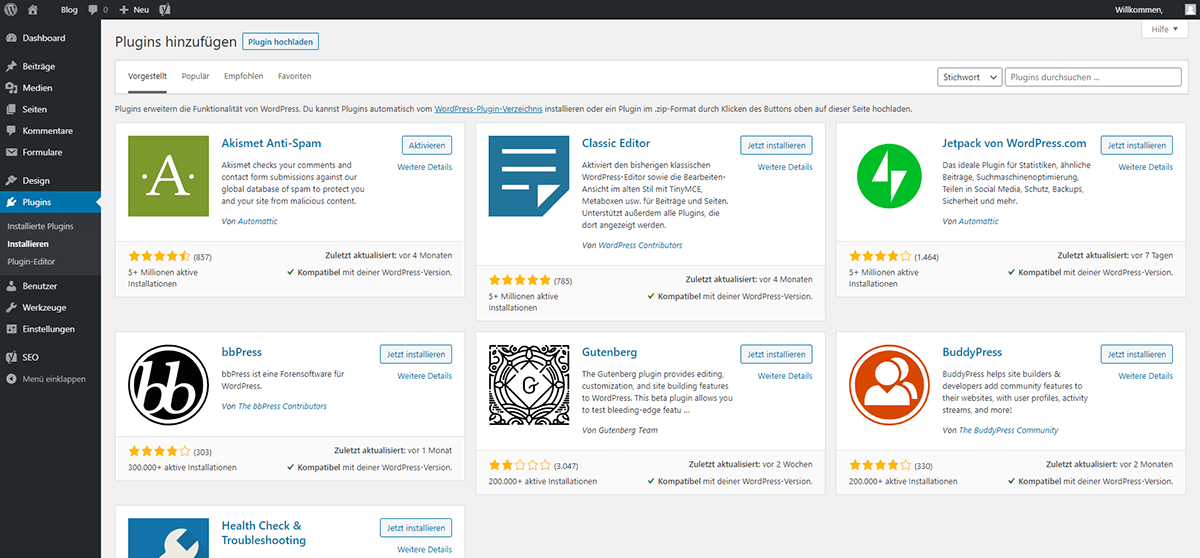 Blog 0 Neu Willkommen,
Dashboard
Beiträge
Medien
Seiten
Kommentare
Formulare
Design
Plugins
Installierte Plugins
Installieren
Plugin-Editor
Benutzer
Werkzeuge
Einstellungen
SEO
Menü einklappen
Hilfe
Plugins hinzufügen Plugin hochladen
Vorgestellt Populär Empfohlen Favoriten Stichwort Plugins durchsuchen ...
Plugins erweitern die Funktionalität von WordPress. Du kannst Plugins automatisch vom WordPress-Plugin-Verzeichnis installieren oder ein Plugin im .zip-Format durch Klicken des Buttons oben auf dieser Seite hochladen.
A
Akismet Anti-Spam
Aktivieren
Weitere Details
Akismet checks your comments and
contact form submissions against our
global database of spam to protect you
and your site from malicious content.
Von Automattic
(857)
5+ Millionen aktive
Installationen
Zuletzt aktualisiert: vor 4 Monaten
Kompatibel mit deiner WordPress-Version.
Classic Editor
Jetzt installieren
Weitere Details
Aktiviert den bisherigen klassischen
WordPress-Editor sowie die Bearbeiten-
Ansicht im alten Stil mit TinyMCE,
Metaboxen usw. für Beiträge und Seiten.
Unterstützt außerdem alle Plugins, die
dort angezeigt werden.
Von WordPress Contributors
(785)
5+ Millionen aktive
Installationen
Zuletzt aktualisiert: vor 4 Monaten
Kompatibel mit deiner WordPress-Version.
Jetpack von WordPress.com
Jetzt installieren
Weitere Details
Das ideale Plugin für Statistiken, ähnliche
Beiträge, Suchmaschinenoptimierung,
Teilen in Social Media, Schutz, Backups,
Sicherheit und mehr.
Von Automattic
(1.464)
5+ Millionen aktive
Installationen
Zuletzt aktualisiert: vor 7 Tagen
Kompatibel mit deiner WordPress-Version.
bb
bbPress
Jetzt installieren
Weitere Details
bbPress ist eine Forensoftware für
WordPress.
Von The bbPress Contributors
(303)
300.000+ aktive Installationen
Zuletzt aktualisiert: vor 1 Monat
Kompatibel mit deiner WordPress-Version.
G
Gutenberg
Jetzt installieren
Weitere Details
The Gutenberg plugin provides editing,
customization, and site building features
to WordPress. This beta plugin allows you
to test bleeding-edge featu ...
Von Gutenberg Team
(3.047)
200.000+ aktive Installationen
Zuletzt aktualisiert: vor 2 Wochen
Kompatibel mit deiner WordPress-Version.
BuddyPress
Jetzt installieren
Weitere Details
BuddyPress helps site builders &
developers add community features to
their websites, with user profiles, activity
streams, and more!
Von The BuddyPress Community
(330)
200.000+ aktive Installationen
Zuletzt aktualisiert: vor 2 Monaten
Kompatibel mit deiner WordPress-Version.
Health Check &
Troubleshooting
Jetzt installieren
Weitere Details